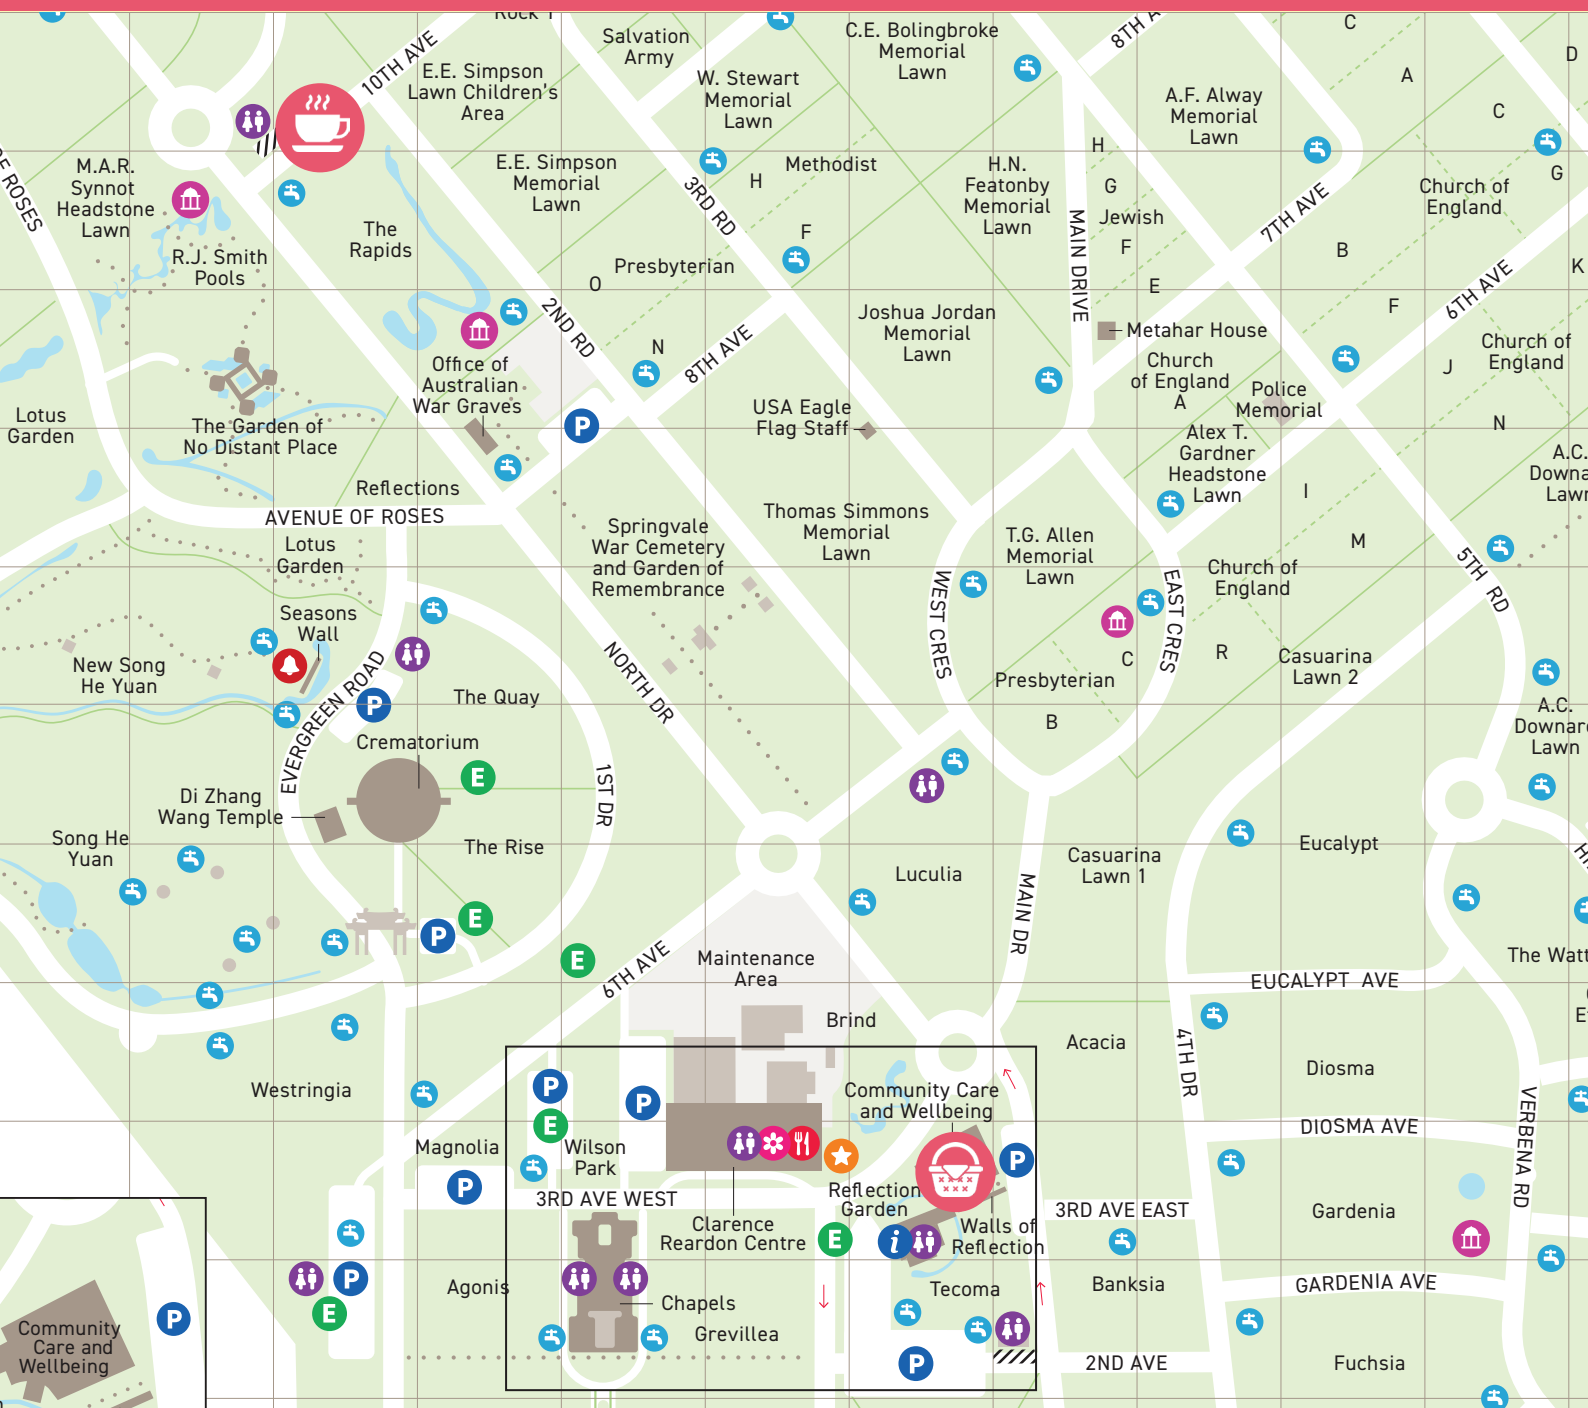 10TH AVE
Salvation
Army
C.E. Bolingbroke
Memorial
Lawn
8TH A
C
D
E.E. Simpson
Lawn Children's
Area
W. Stewart
Memorial
Lawn
A.F. Alway
Memorial
Lawn
A
C
M.A.R.
Synnot
Headstone
Lawn
E.E. Simpson
Memorial
Lawn
3RD RD
H
Methodist
H.N.
Featonby
Memorial
Lawn
H
G
Jewish
F
E
MAIN DRIVE
7TH AVE
Church of
England
G
E ROSES
R.J. Smith
Pools
The
Rapids
F
Presbyterian
O
B
K
F
6TH AVE
2ND RD
N
8TH AVE
Joshua Jordan
Memorial
Lawn
Metahar House
Church
of England
A
Police
Memorial
J
Church of
England
Office of
Australian
War Graves
Lotus
Garden
The Garden of
No Distant Place
USA Eagle
Flag Staff
Alex T.
Gardner
Headstone
Lawn
N
A.C.
Downa
Lawn
I
Reflections
AVENUE OF ROSES
Lotus
Garden
Springvale
War Cemetery
and Garden of
Remembrance
Thomas Simmons
Memorial
Lawn
T.G. Allen
Memorial
Lawn
M
Church of
England
5TH RD
WEST CRES
EAST CRES
Seasons
Wall
New Song
He Yuan
EVERGREEN ROAD
The Quay
NORTH DR
C
Presbyterian
B
R
Casuarina
Lawn 2
A.C.
Downar
Lawn
Crematorium
1ST DR
Di Zhang
Wang Temple
Song He
Yuan
The Rise
Luculia
Casuarina
Lawn 1
Eucalypt
MAIN DR
E
P
E
P
E
6TH AVE
Maintenance
Area
The Watt
EUCALYPT AVE
Brind
Acacia
4TH DR
E
Westringia
Community Care
and Wellbeing
Diosma
P
P
E
DIOSMA AVE
VERBENA RD
Magnolia
Wilson
Park
P
P
3RD AVE WEST
Reflection
Garden
3RD AVE EAST
Gardenia
Clarence
Reardon Centre
E
i
Walls of
Reflection
P
E
Agonis
Chapels
Grevillea
Tecoma
Banksia
GARDENIA AVE
Community
Care and
Wellbeing
P
P
2ND AVE
Fuchsia
P
P